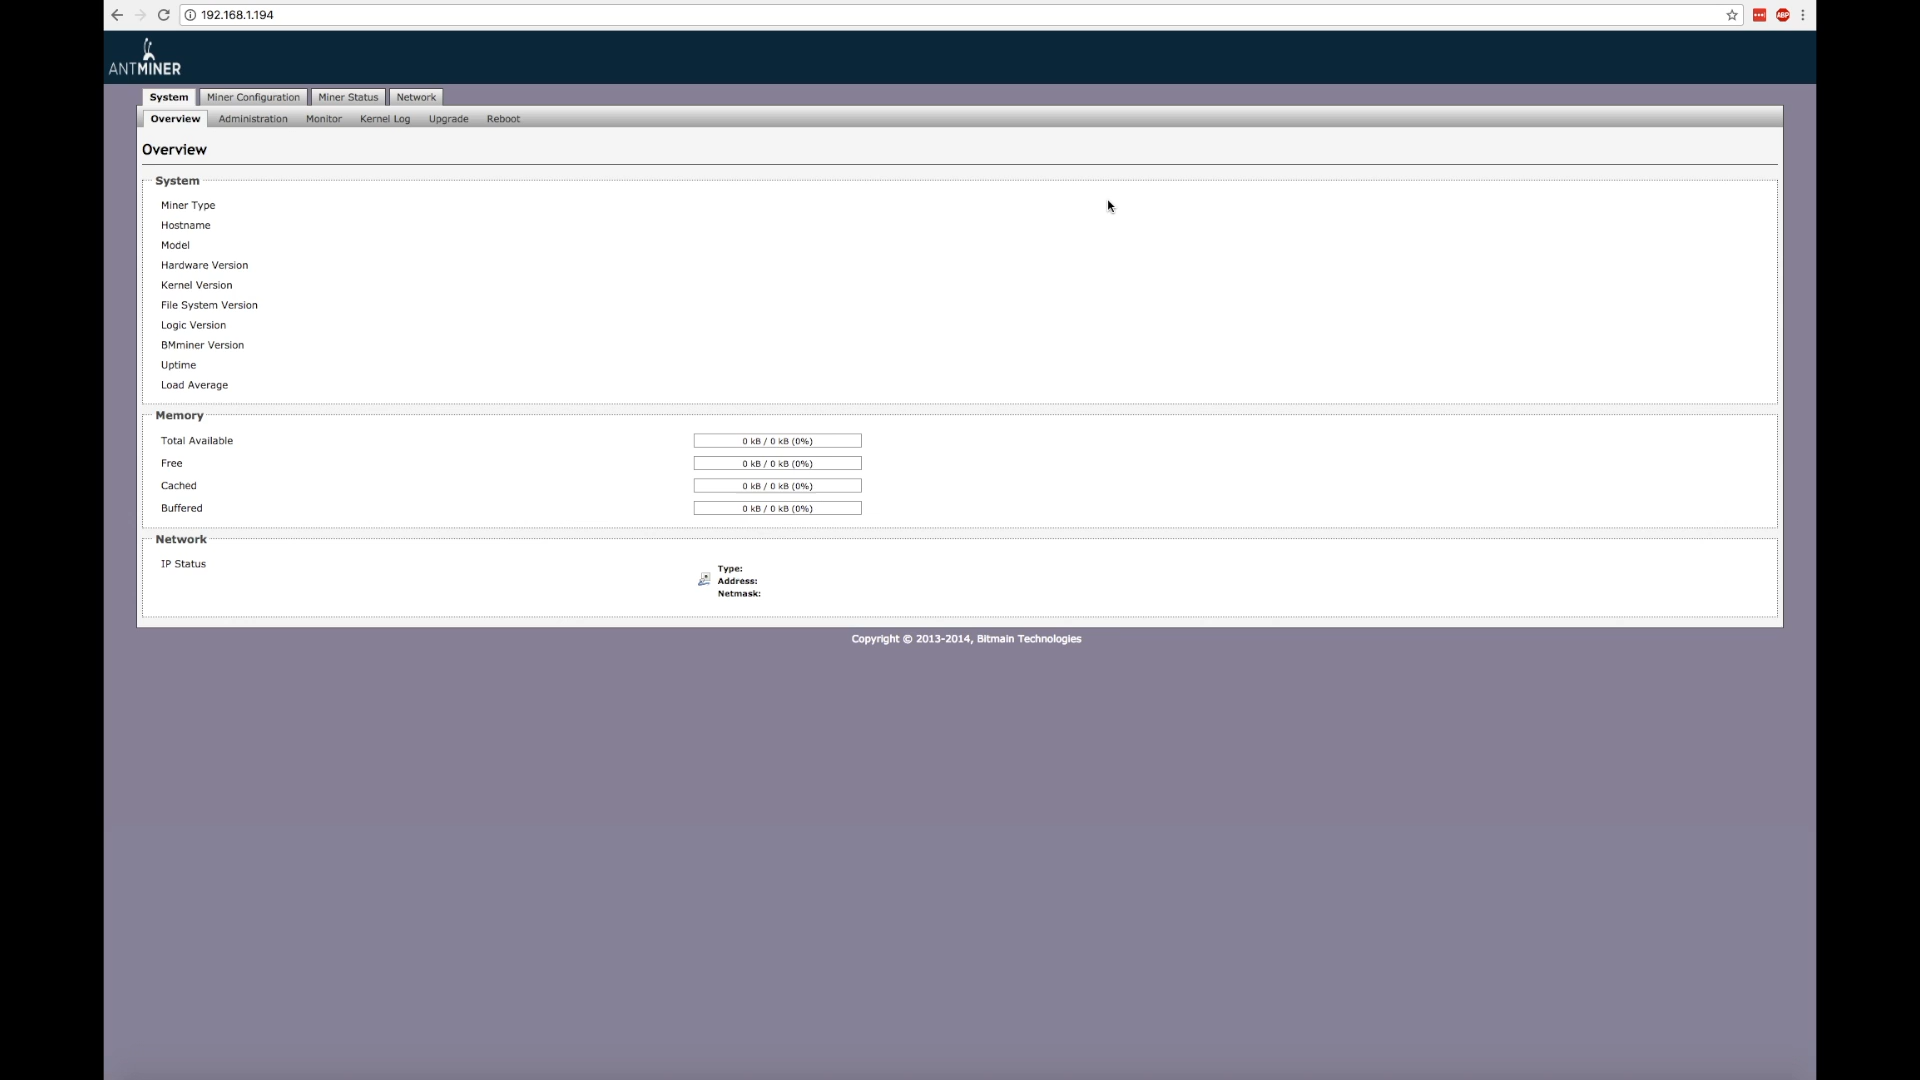 192.168.1.194
ABP
ANTMINER
System Miner Configuration Miner Status Network
Overview Administration Monitor Kernel Log Upgrade Reboot
Overview
System
Miner Type
Hostname
Model
Hardware Version
Kernel Version
File System Version
Logic Version
BMminer Version
Uptime
Load Average
Memory
Total Available 0 kB / 0 kB (0%)
Free 0 kB / 0 kB (0%)
Cached 0 kB / 0 kB (0%)
Buffered 0 kB / 0 kB (0%)
Network
IP Status
Type:
Address:
Netmask:
Copyright © 2013-2014, Bitmain Technologies